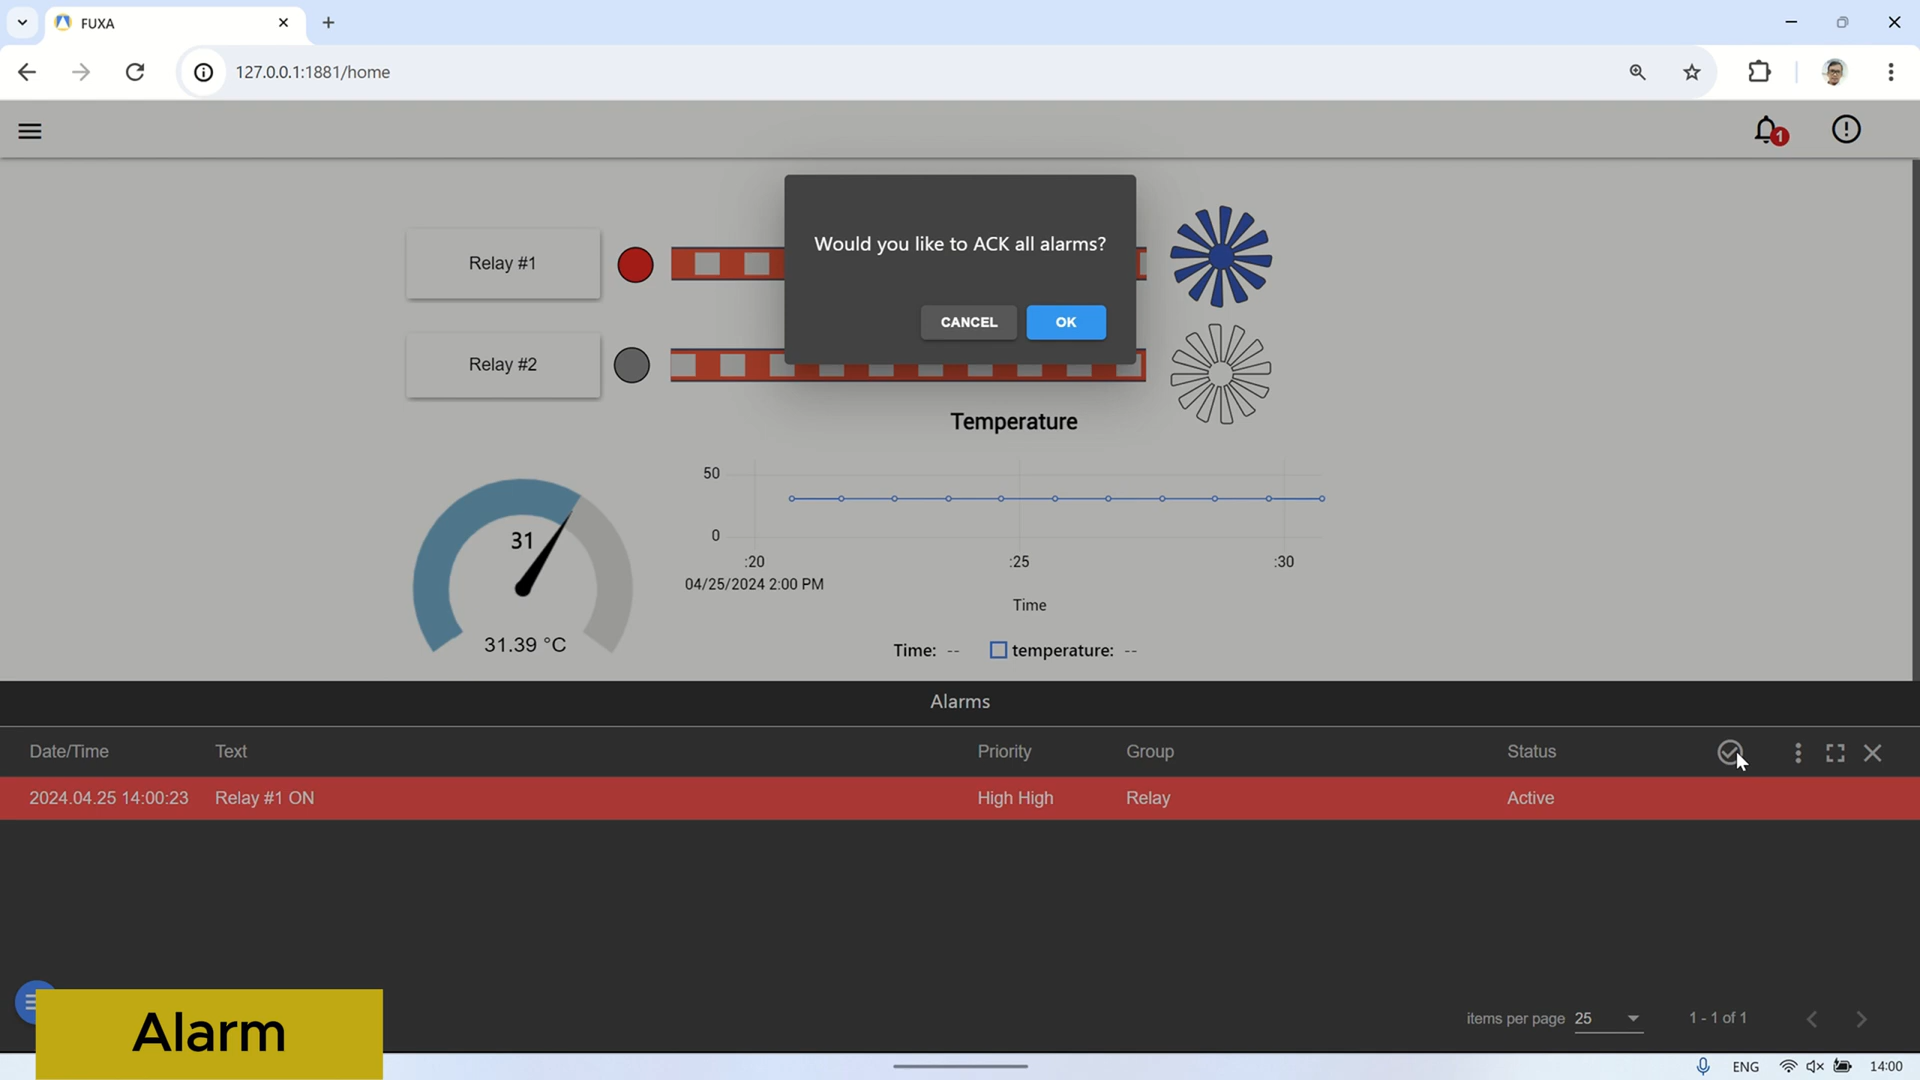 FUXA
127.0.0.1:1881/home
1
Would you like to ACK all alarms?
CANCEL OK
Relay #1
Relay #2
Temperature
50
0
:20 :25 :30
04/25/2024 2:00 PM
Time
Time: -- temperature: --
31
31.39 °C
Alarms
Date/Time Text Priority Group Status
2024.04.25 14:00:23 Relay #1 ON High High Relay Active
items per page 25 1 - 1 of 1
Alarm
ENG 14:00